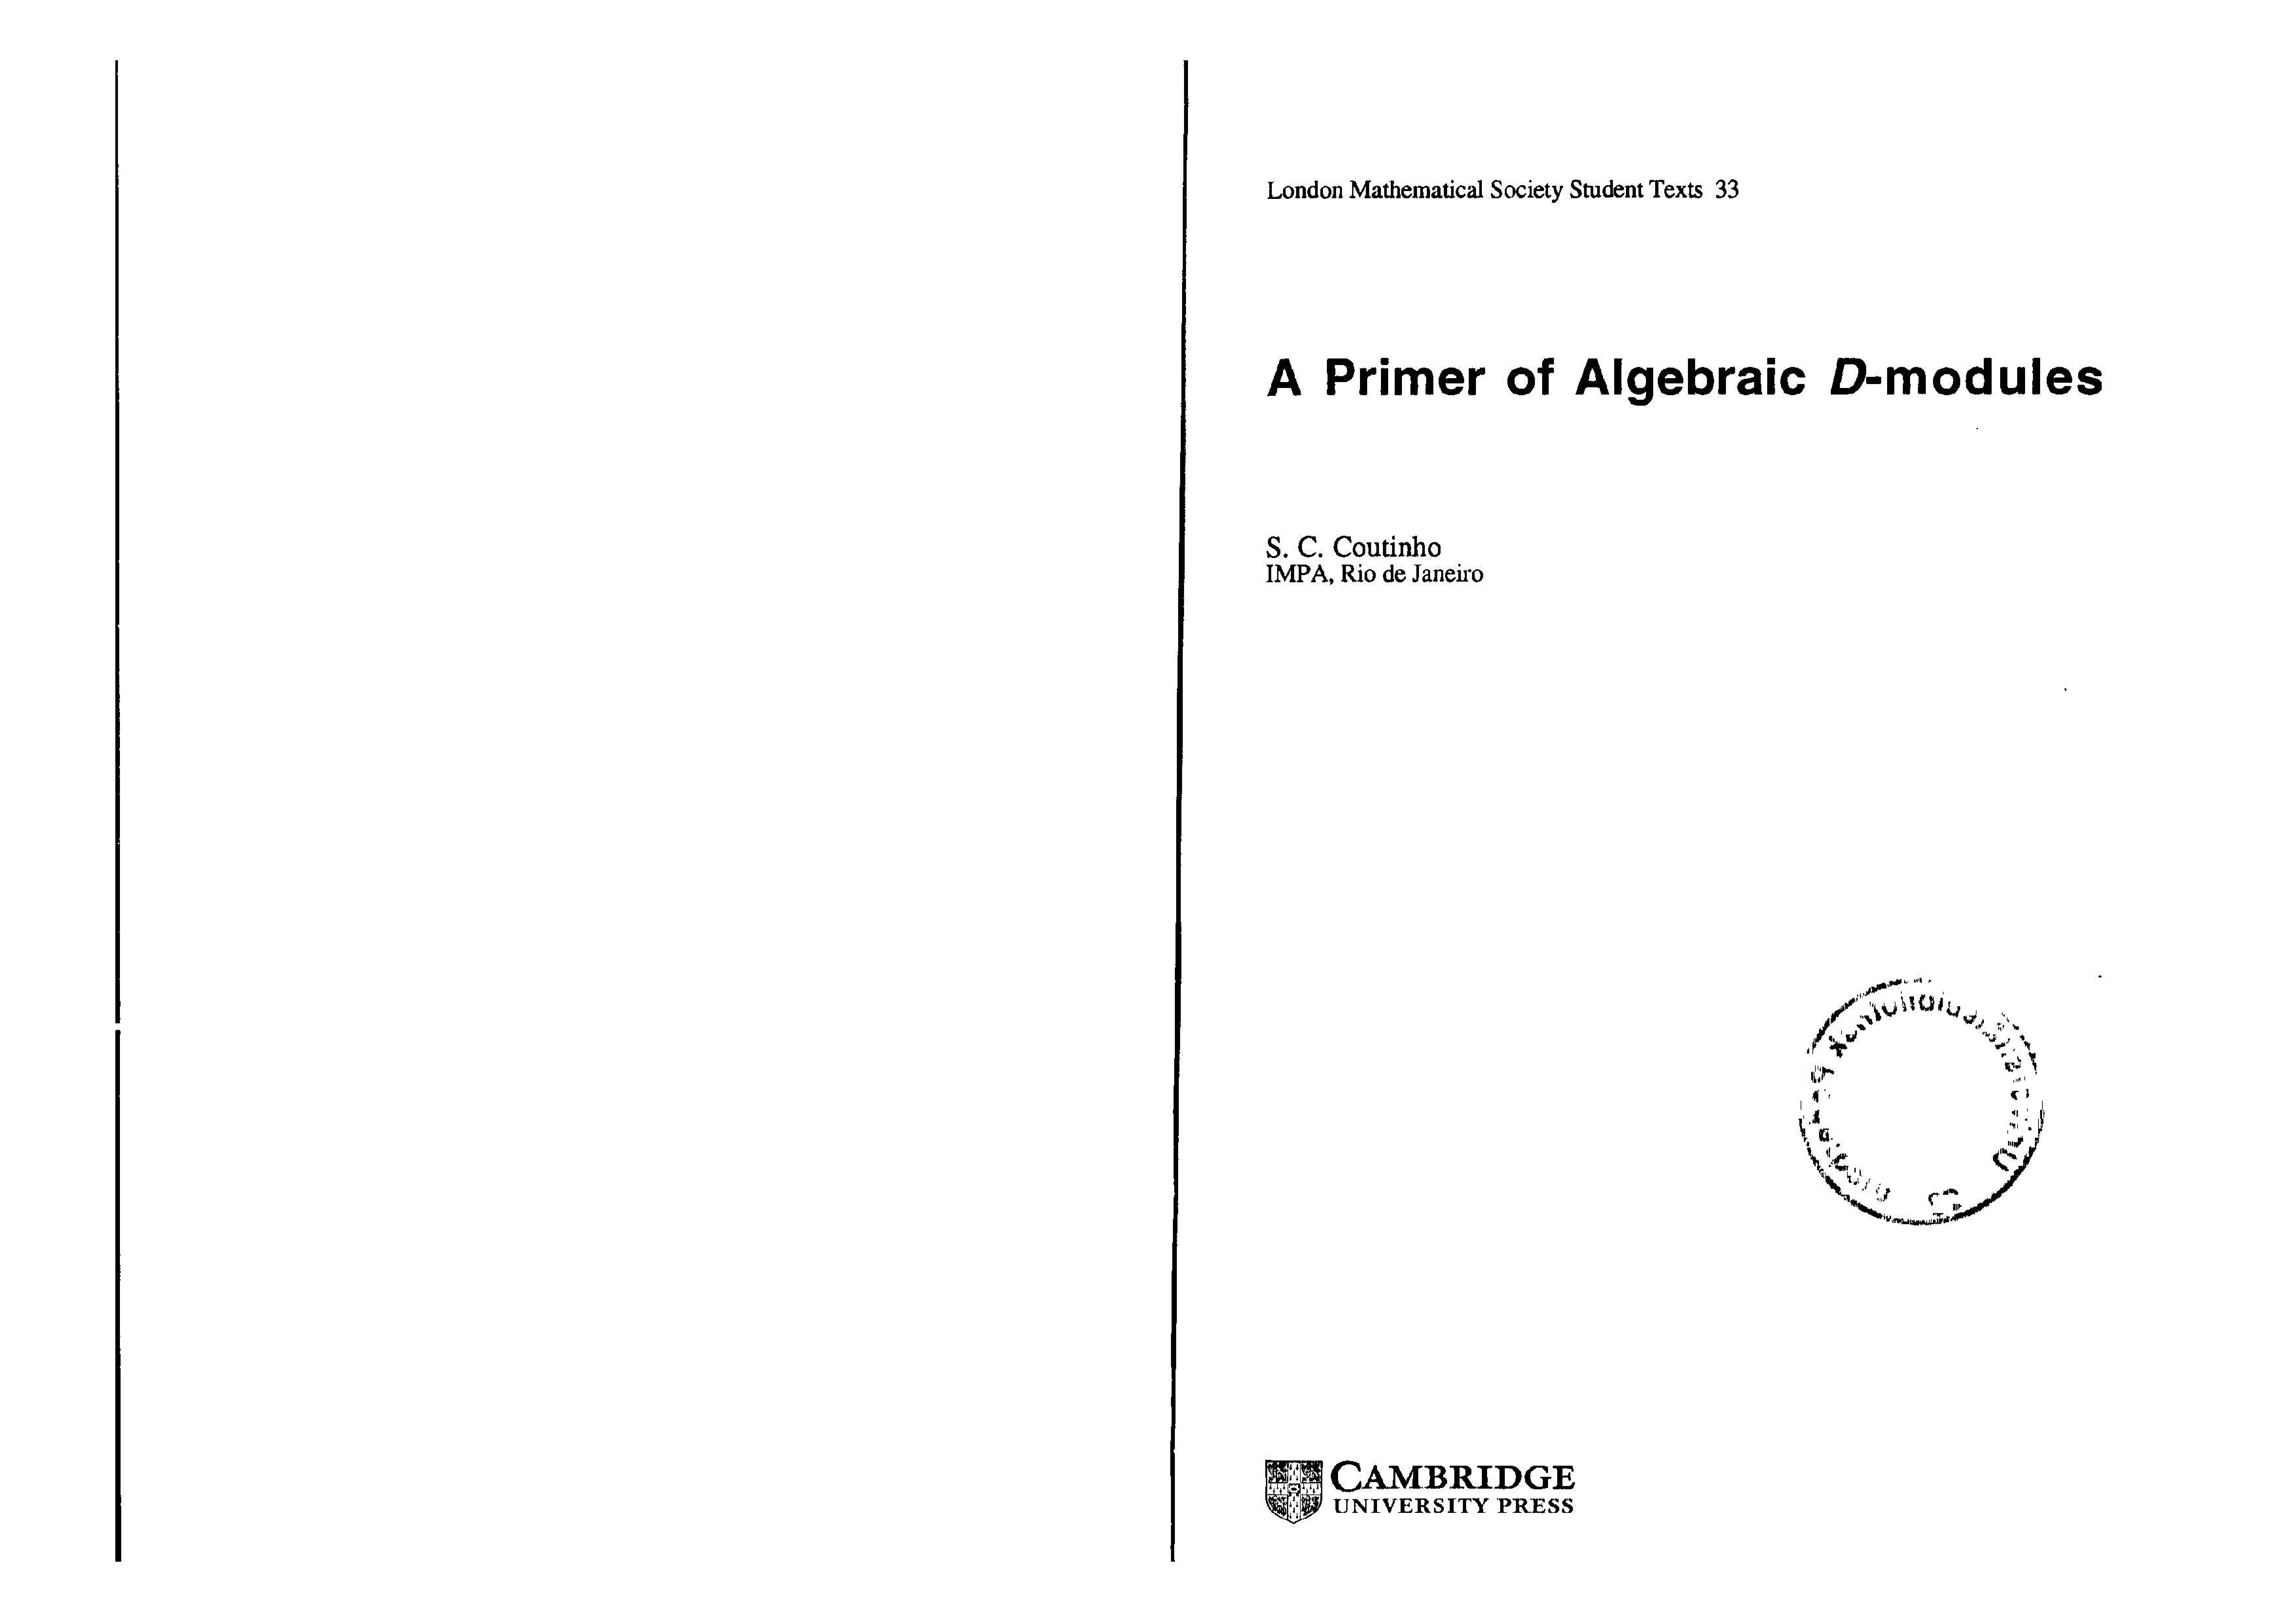 London Mathematical Society Student Texts 33
A Primer of Algebraic D-modules
S. C. Coutinho
IMPA, Rio de Janeiro
CAMBRIDGE
UNIVERSITY PRESS